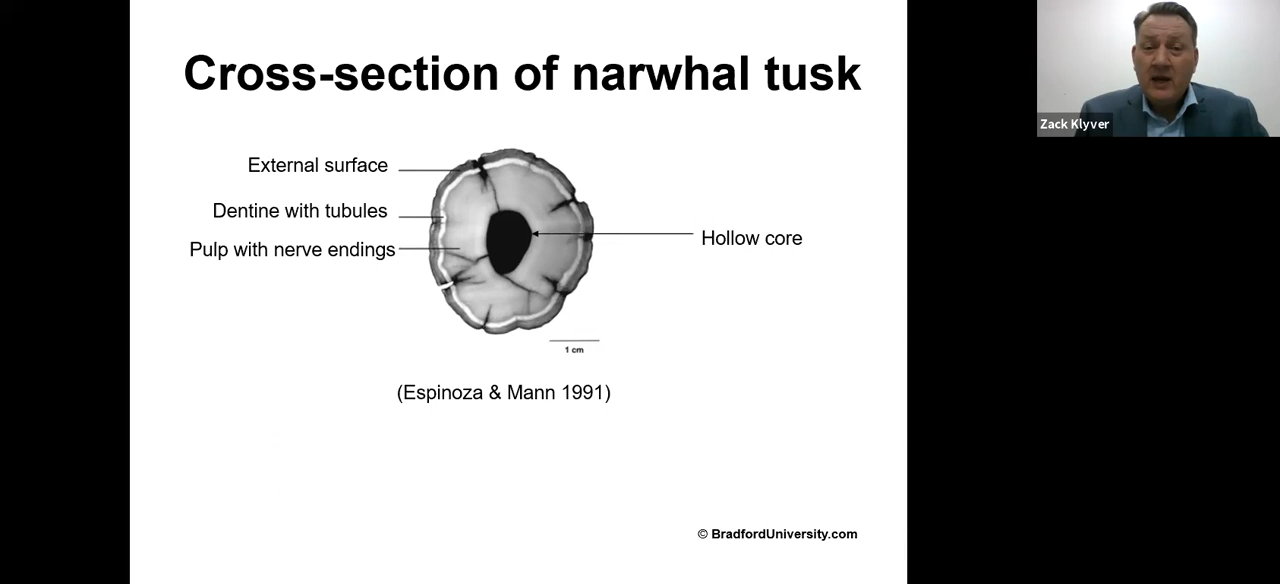 Cross-section of narwhal tusk
Zack Klyver
External surface
Dentine with tubules
Pulp with nerve endings
Hollow core
1 cm
(Espinoza & Mann 1991)
© BradfordUniversity.com